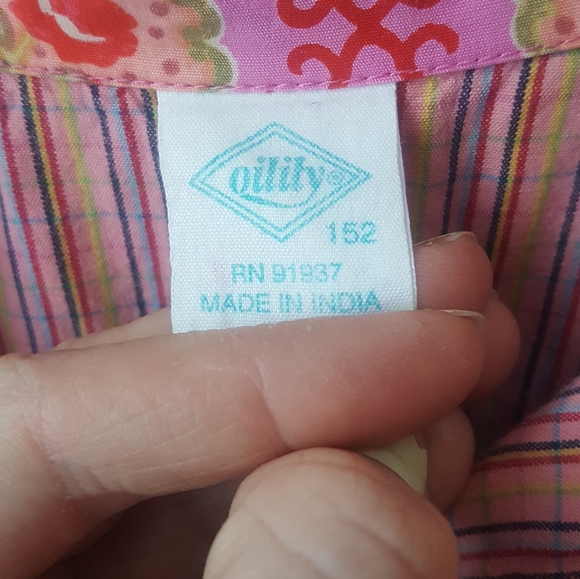 Oilily®
152
RN 91937
MADE IN INDIA